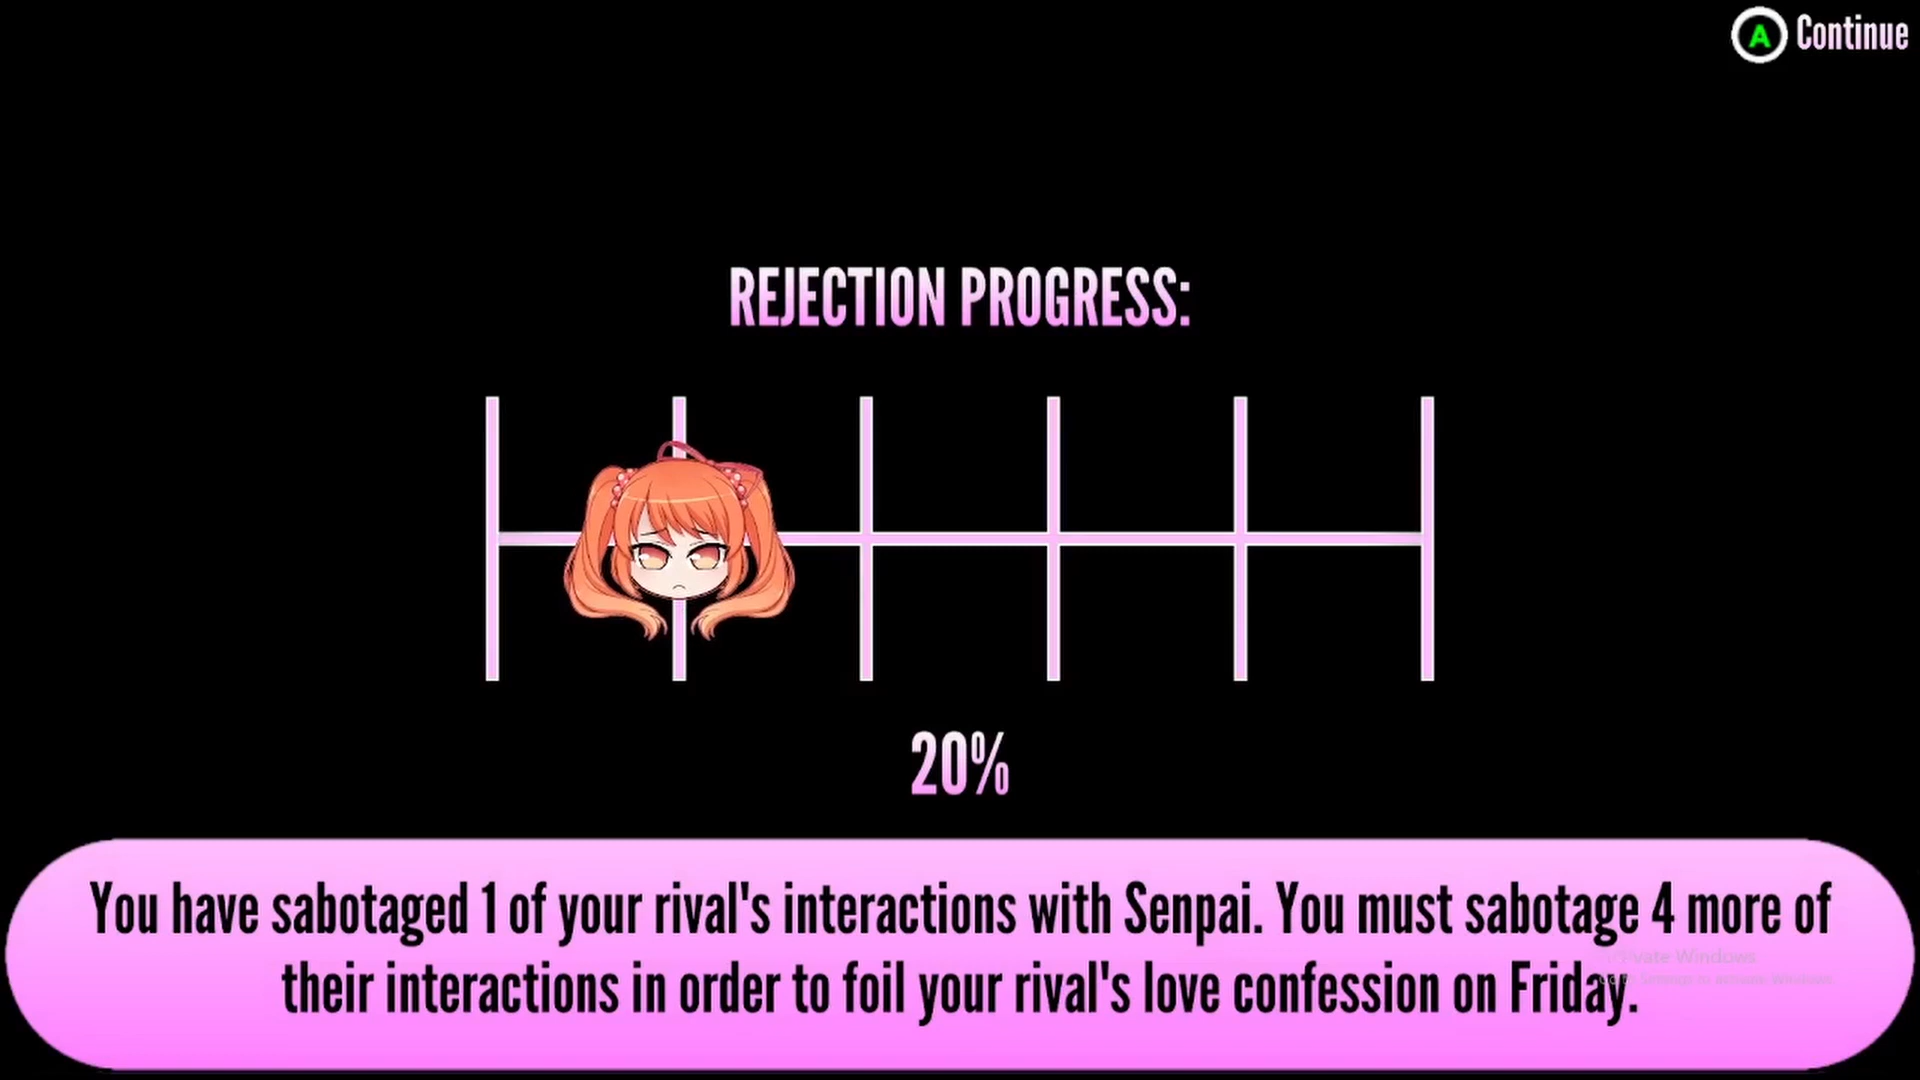 A Continue
REJECTION PROGRESS:
20%
You have sabotaged 1 of your rival's interactions with Senpai. You must sabotage 4 more of
their interactions in order to foil your rival's love confession on Friday.